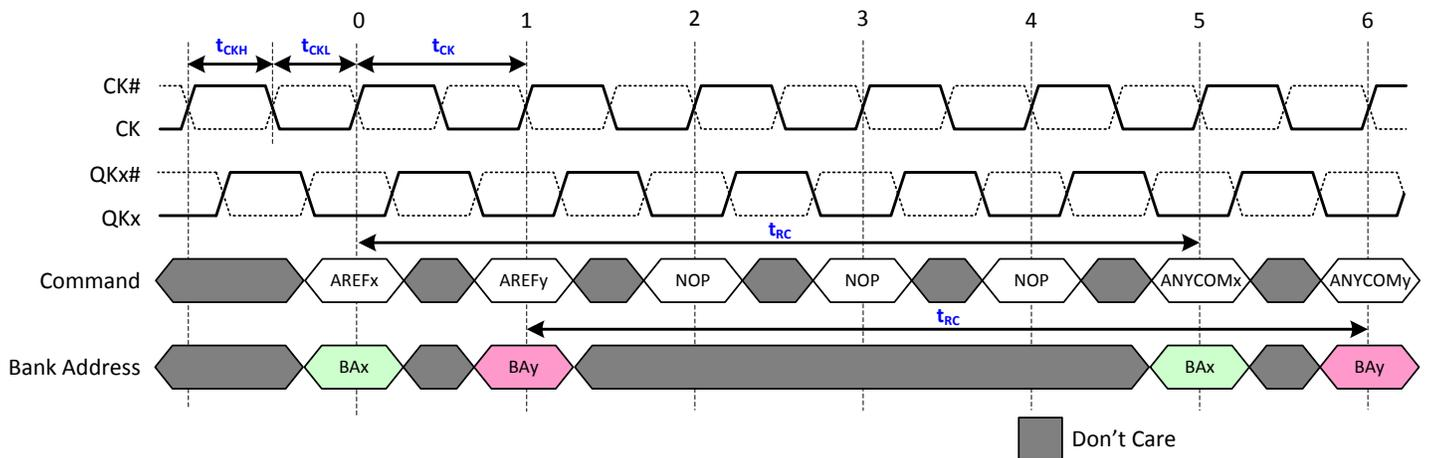 0 1 2 3 4 5 6
tCKH tCKL tCK
CK#
CK
QKx#
QKx
tRC
Command AREFx AREFy NOP NOP NOP ANYCOMx ANYCOMy
tRC
Bank Address BAx BAy BAx BAy
Don't Care